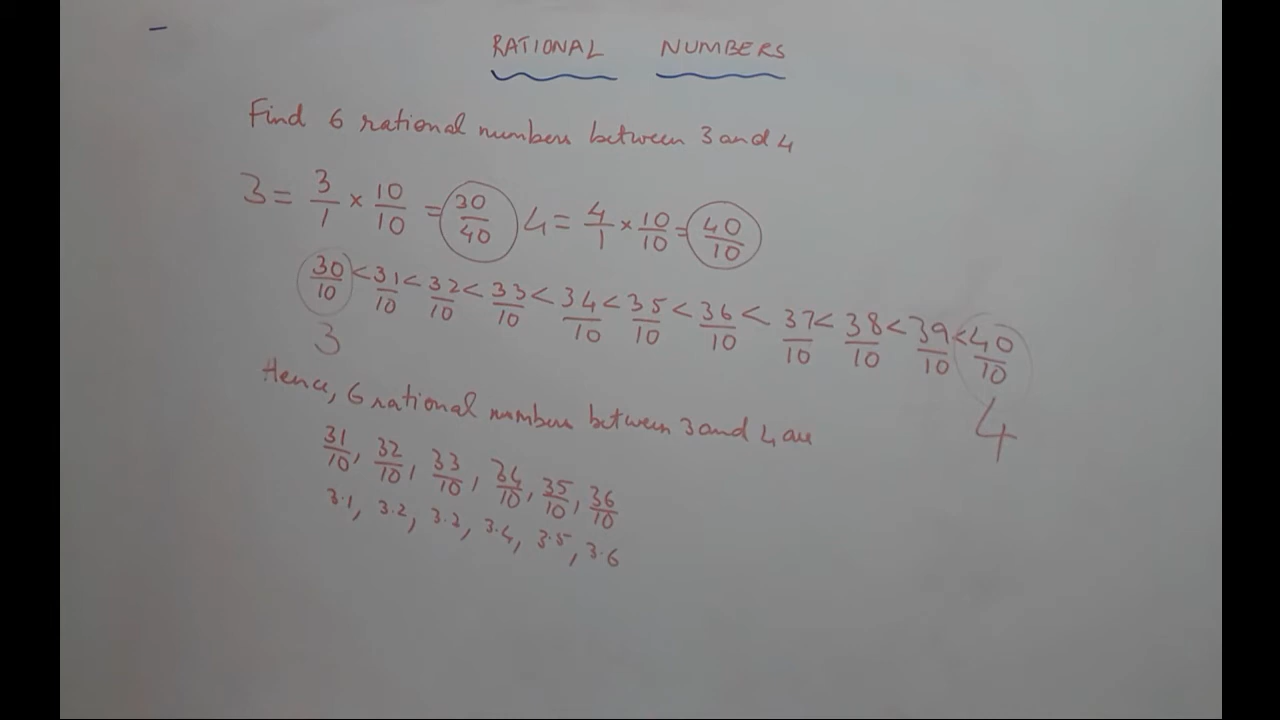 RATIONAL NUMBERS
Find 6 rational numbers between 3 and 4
3 = 3/1 × 10/10 = 30/40 4 = 4/1 × 10/10 = 40/10
30/10 < 31/10 < 32/10 < 33/10 < 34/10 < 35/10 < 36/10 < 37/10 < 38/10 < 39/10 < 40/10
3 4
Hence, 6 rational numbers between 3 and 4 are
31/10, 32/10, 33/10, 34/10, 35/10, 36/10
3.1, 3.2, 3.3, 3.4, 3.5, 3.6